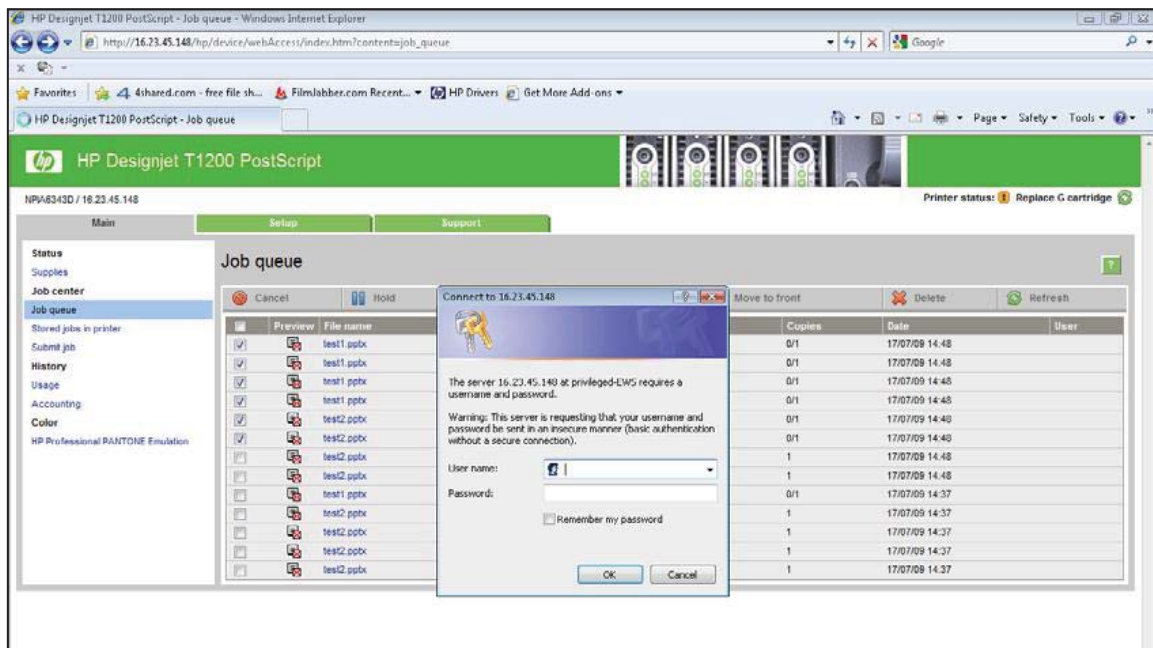 HP Designjet T1200 PostScript - Job queue - Windows Internet Explorer
http://16.23.45.148/hp/device/webAccess/index.htm?content=job_queue
Google
x
Favorites 4shared.com - free file sh... FilmJabber.com Recent... HP Drivers Get More Add-ons
HP Designjet T1200 PostScript - Job queue
Page Safety Tools
hp HP Designjet T1200 PostScript
NPIA6343D / 16.23.45.148
Printer status: Replace G cartridge
Main Setup Support
Status
Supplies
Job center
Job queue
Stored jobs in printer
Submit job
History
Usage
Accounting
Color
HP Professional PANTONE Emulation
Job queue
?
Cancel Hold Move to front Delete Refresh
Preview File name Copies Date User
test1.pptx 0/1 17/07/09 14:48
test1.pptx 0/1 17/07/09 14:48
test1.pptx 0/1 17/07/09 14:48
test1.pptx 0/1 17/07/09 14:48
test2.pptx 0/1 17/07/09 14:48
test2.pptx 0/1 17/07/09 14:48
test2.pptx 1 17/07/09 14:48
test2.pptx 1 17/07/09 14:48
test1.pptx 0/1 17/07/09 14:37
test2.pptx 1 17/07/09 14:37
test2.pptx 1 17/07/09 14:37
test2.pptx 1 17/07/09 14:37
test2.pptx 1 17/07/09 14:37
Connect to 16.23.45.148
The server 16.23.45.148 at privileged-EWS requires a
username and password.
Warning: This server is requesting that your username and
password be sent in an insecure manner (basic authentication
without a secure connection).
User name:
Password:
Remember my password
OK Cancel